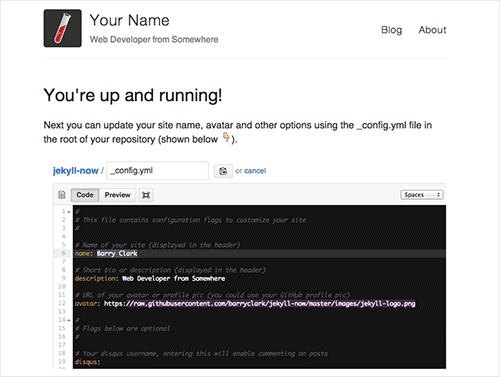 Your Name
Web Developer from Somewhere
Blog About
You're up and running!
Next you can update your site name, avatar and other options using the _config.yml file in
the root of your repository (shown below 👇).
jekyll-now / _config.yml or cancel
Code Preview Spaces
1 #
2 # This file contains configuration flags to customize your site
3 #
4
5 # Name of your site (displayed in the header)
6 name: Barry Clark
7
8 # Short bio or description (displayed in the header)
9 description: Web Developer from Somewhere
10
11 # URL of your avatar or profile pic (you could use your GitHub profile pic)
12 avatar: https://raw.githubusercontent.com/barryclark/jekyll-now/master/images/jekyll-logo.png
13
14 #
15 # Flags below are optional
16 #
17
18 # Your disqus username, entering this will enable commenting on posts
19 disqus: